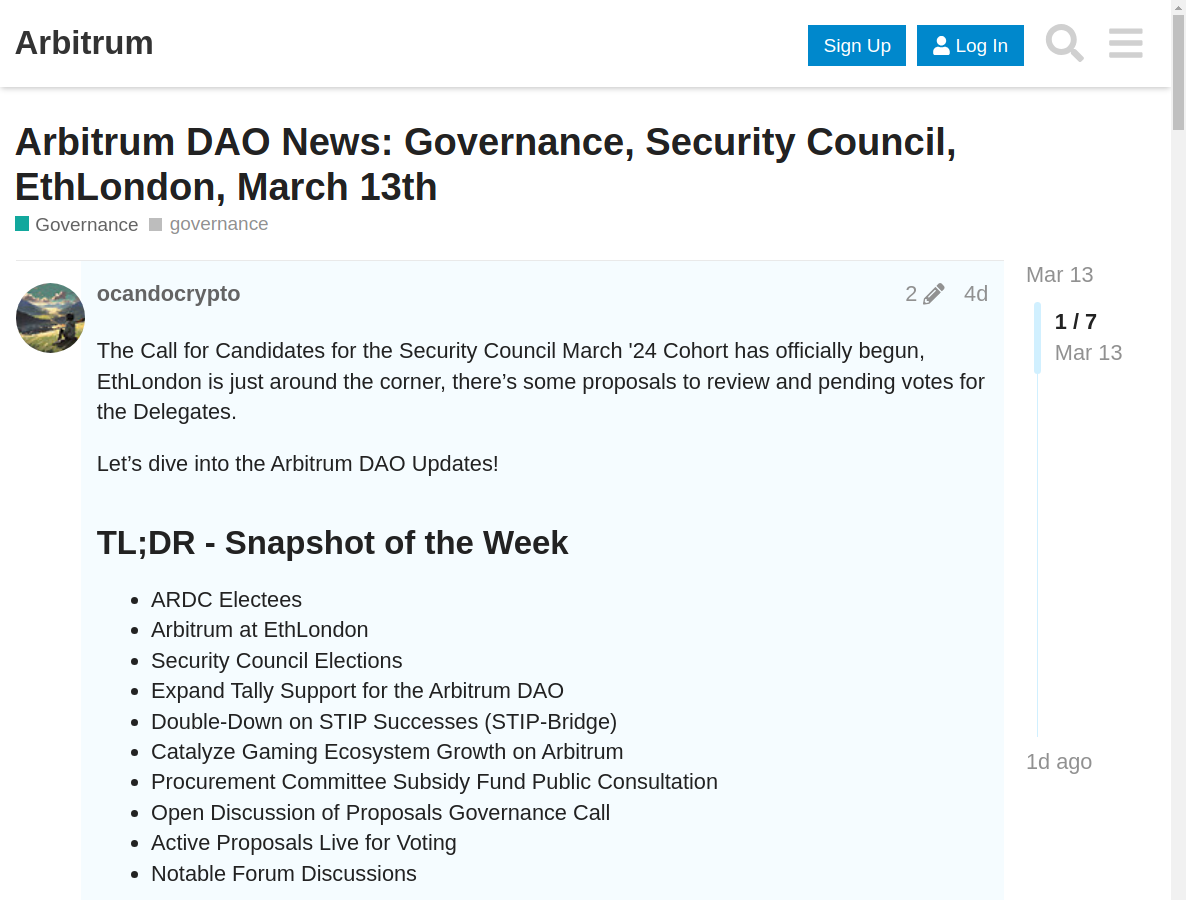 Arbitrum
Sign Up
Log In
Arbitrum DAO News: Governance, Security Council,
EthLondon, March 13th
Governance governance
ocandocrypto
2
4d
The Call for Candidates for the Security Council March '24 Cohort has officially begun,
EthLondon is just around the corner, there’s some proposals to review and pending votes for
the Delegates.
Let’s dive into the Arbitrum DAO Updates!
TL;DR - Snapshot of the Week
ARDC Electees
Arbitrum at EthLondon
Security Council Elections
Expand Tally Support for the Arbitrum DAO
Double-Down on STIP Successes (STIP-Bridge)
Catalyze Gaming Ecosystem Growth on Arbitrum
Procurement Committee Subsidy Fund Public Consultation
Open Discussion of Proposals Governance Call
Active Proposals Live for Voting
Notable Forum Discussions
Mar 13
1 / 7
Mar 13
1d ago